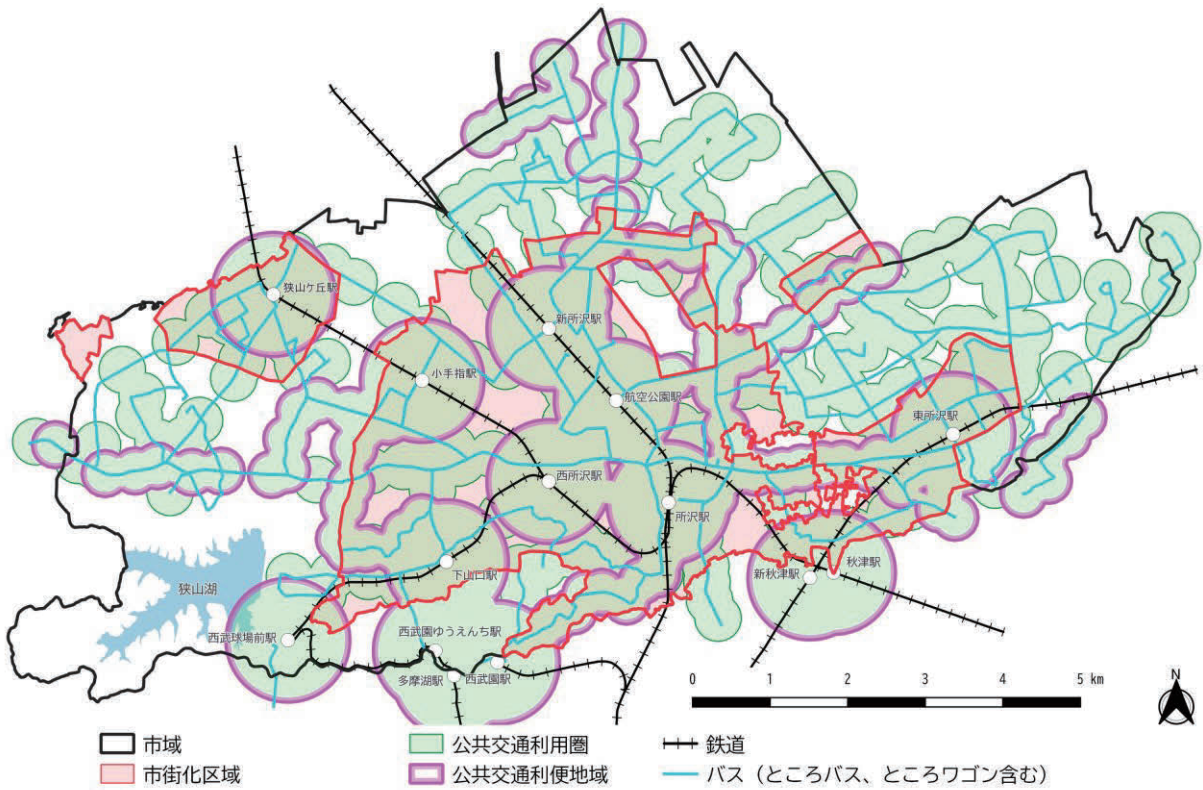 狭山ケ丘駅
新所沢駅
小手指駅
航空公園駅
東所沢駅
西所沢駅
所沢駅
下山口駅
新秋津駅
秋津駅
狭山湖
西武球場前駅
西武園ゆうえんち駅
多摩湖駅
西武園駅
0 1 2 3 4 5 km
N
市域
公共交通利用圏
鉄道
市街化区域
公共交通利便地域
バス（ところバス、ところワゴン含む）